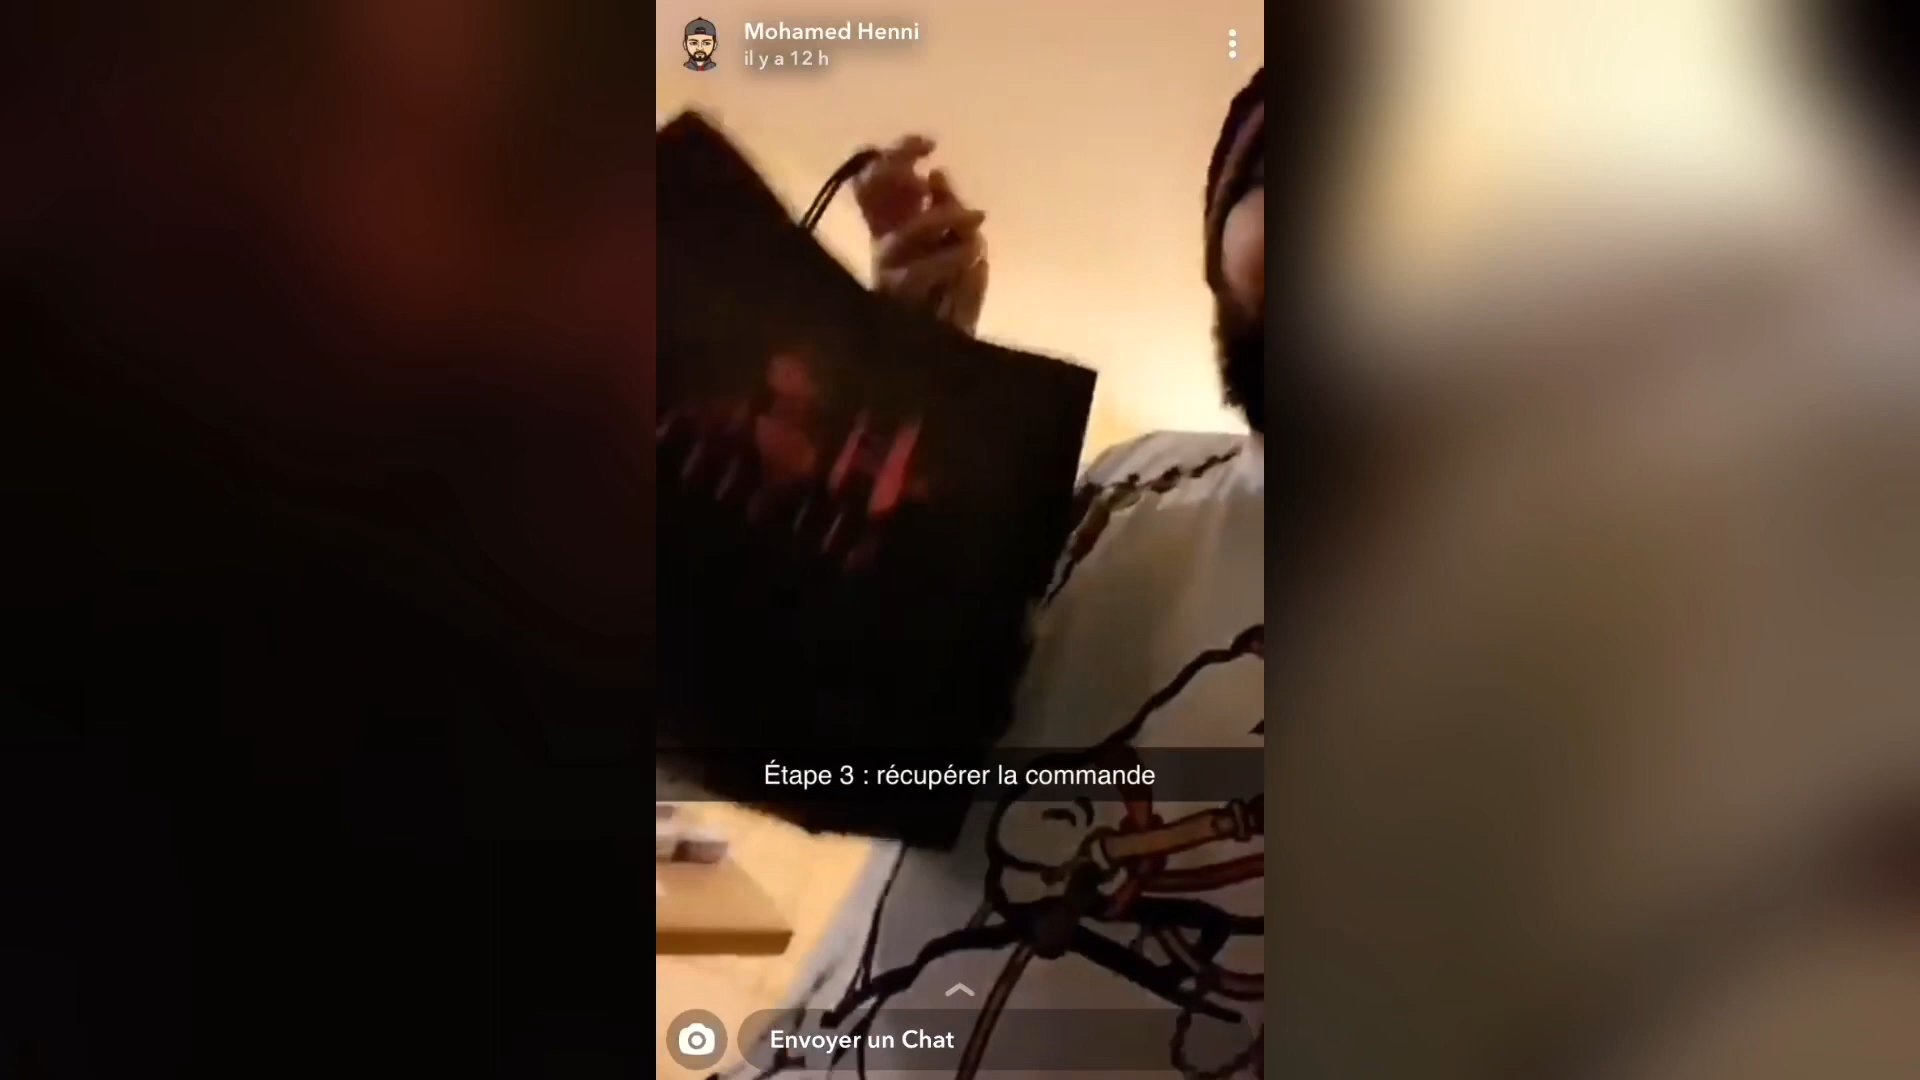 Mohamed Henni
il y a 12 h
Étape 3 : récupérer la commande
Envoyer un Chat